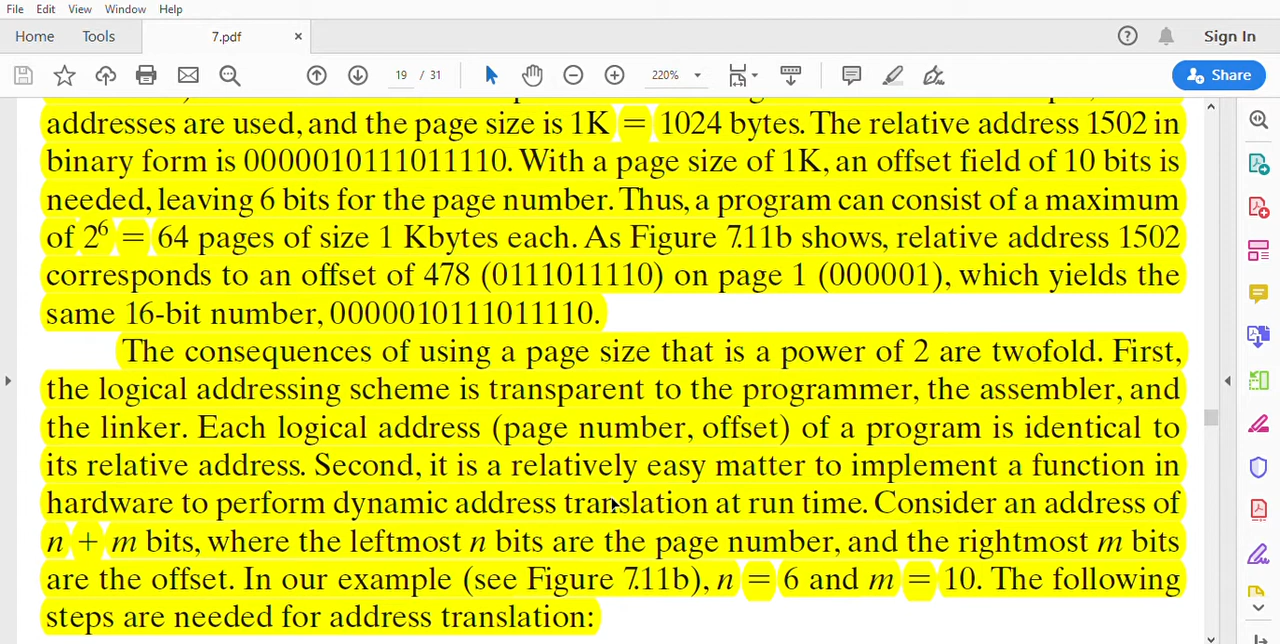 File Edit View Window Help
Home Tools 7.pdf × Sign In
19 / 31 220% Share
addresses are used, and the page size is 1K = 1024 bytes. The relative address 1502 in
binary form is 0000010111011110. With a page size of 1K, an offset field of 10 bits is
needed, leaving 6 bits for the page number. Thus, a program can consist of a maximum
of 2⁶ = 64 pages of size 1 Kbytes each. As Figure 7.11b shows, relative address 1502
corresponds to an offset of 478 (0111011110) on page 1 (000001), which yields the
same 16-bit number, 0000010111011110.
The consequences of using a page size that is a power of 2 are twofold. First,
the logical addressing scheme is transparent to the programmer, the assembler, and
the linker. Each logical address (page number, offset) of a program is identical to
its relative address. Second, it is a relatively easy matter to implement a function in
hardware to perform dynamic address translation at run time. Consider an address of
n + m bits, where the leftmost n bits are the page number, and the rightmost m bits
are the offset. In our example (see Figure 7.11b), n = 6 and m = 10. The following
steps are needed for address translation: